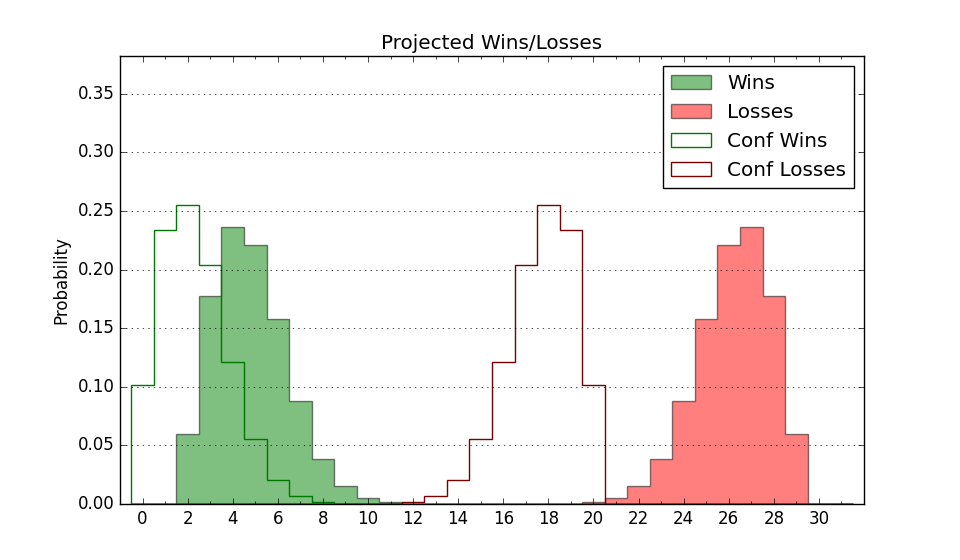 Projected Wins/Losses
Wins
Losses
Conf Wins
Conf Losses
Probability
0.35
0.30
0.25
0.20
0.15
0.10
0.05
0.00
0 2 4 6 8 10 12 14 16 18 20 22 24 26 28 30